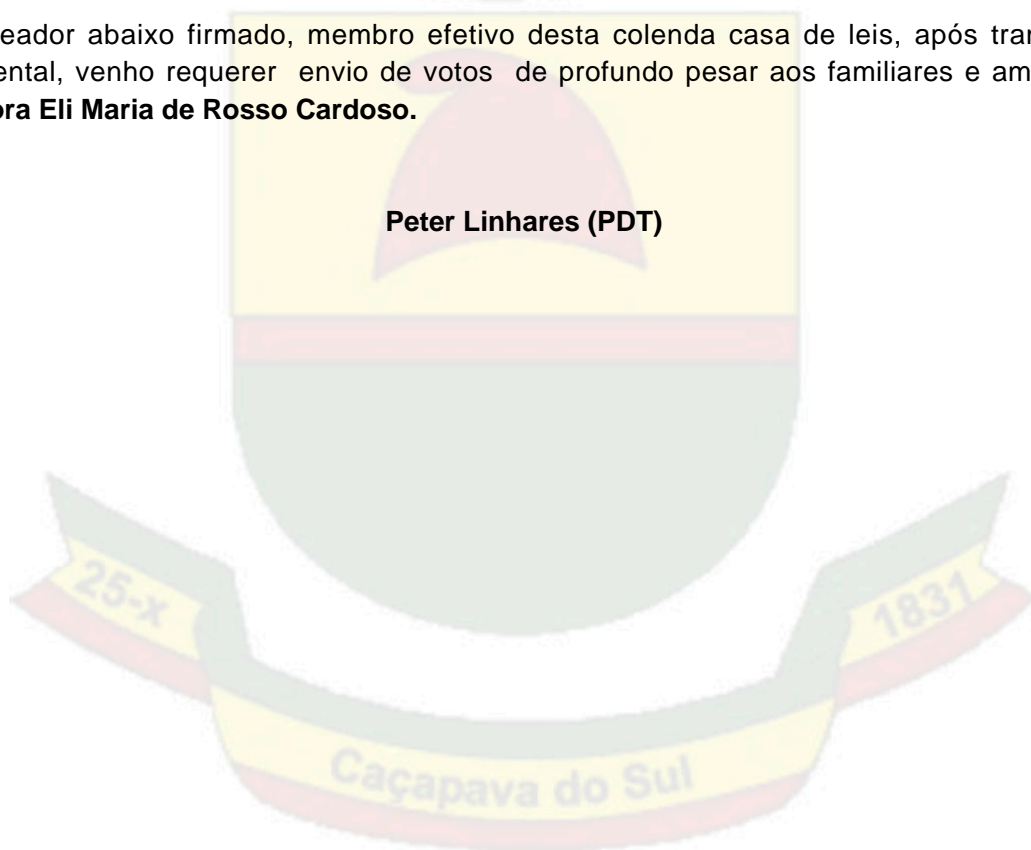 eador abaixo firmado, membro efetivo desta colenda casa de leis, após tran
ental, venho requerer envio de votos de profundo pesar aos familiares e am
ora Eli Maria de Rosso Cardoso.
Peter Linhares (PDT)
25-x
1831
Caçapava do Sul